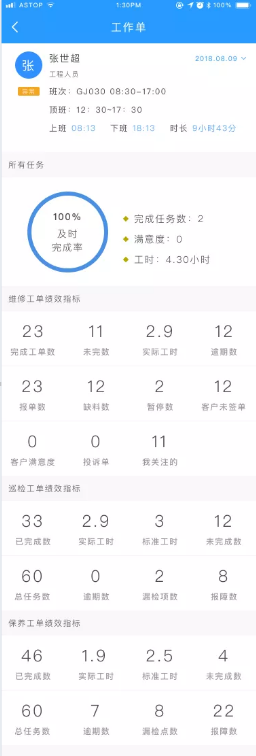 ASTOP 1:30PM 100%
工作单
张 张世超 2018.08.09
工程人员
班次: GJ030 08:30-17:00
顶班: 12: 30-17: 30
上班 08:13 下班 18:13 时长 9小时43分
所有任务
100%
及时
完成率
完成任务数: 2
满意度: 0
工时: 4.30小时
维修工单绩效指标
23 11 2.9 12
完成工单数 未完数 实际工时 逾期数
23 12 2 12
报单数 缺料数 暂停数 客户未签单
0 0 11
客户满意度 投诉单 我关注的
巡检工单绩效指标
33 2.9 3 12
已完成数 实际工时 标准工时 未完成数
60 0 2 8
总任务数 逾期数 漏检项数 报障数
保养工单绩效指标
46 1.9 2.5 4
已完成数 实际工时 标准工时 未完成数
60 7 8 22
总任务数 逾期数 漏检点数 报障数